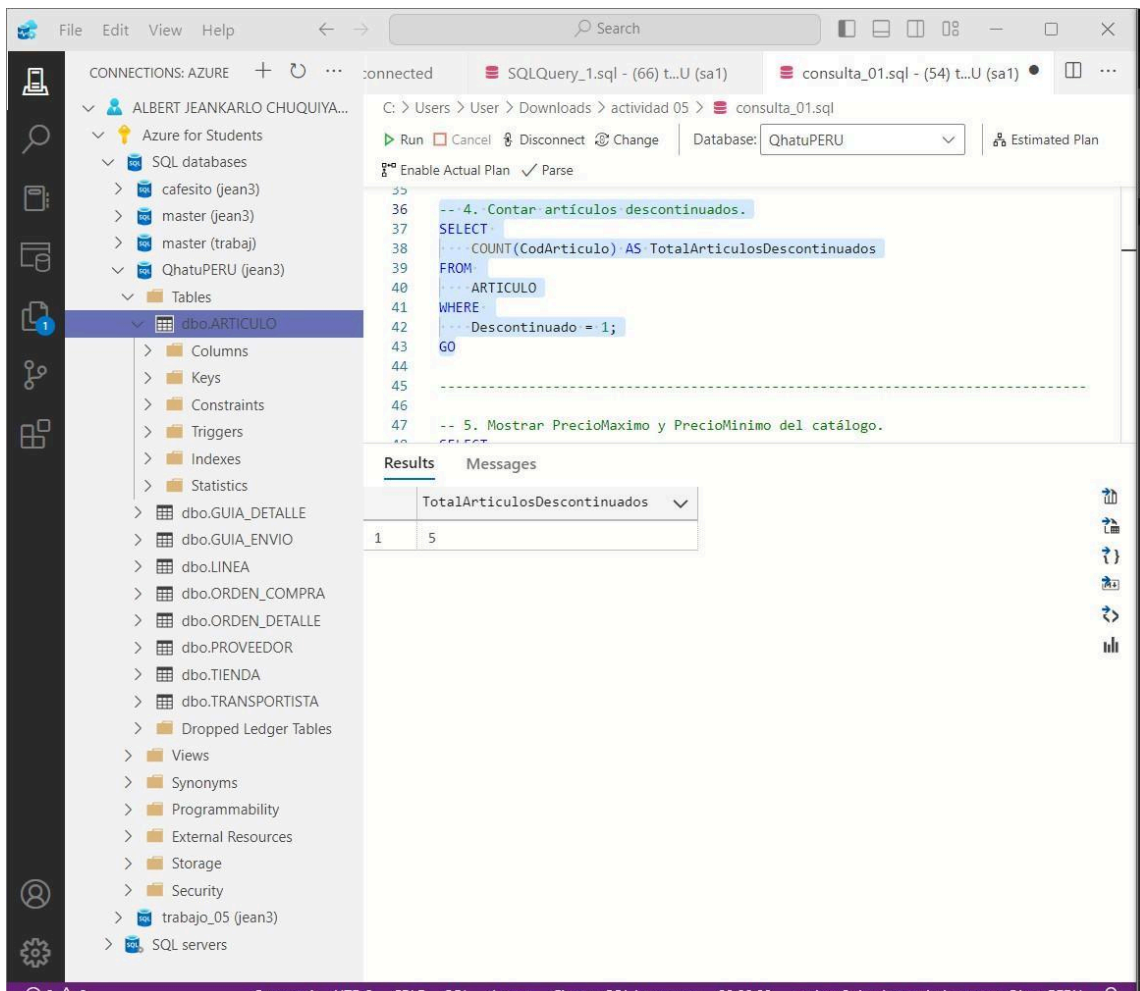 File Edit View Help
Search
CONNECTIONS: AZURE
connected
SQLQuery_1.sql - (66) t...U (sa1)
consulta_01.sql - (54) t...U (sa1)
C: > Users > User > Downloads > actividad 05 > consulta_01.sql
Run Cancel Disconnect Change Database: QhatuPERU Estimated Plan
Enable Actual Plan Parse
ALBERT JEANKARLO CHUQUIYA...
Azure for Students
SQL databases
cafesito (jean3)
master (jean3)
master (trabaj)
QhatuPERU (jean3)
Tables
dbo.ARTICULO
Columns
Keys
Constraints
Triggers
Indexes
Statistics
dbo.GUIA_DETALLE
dbo.GUIA_ENVIO
dbo.LINEA
dbo.ORDEN_COMPRA
dbo.ORDEN_DETALLE
dbo.PROVEEDOR
dbo.TIENDA
dbo.TRANSPORTISTA
Dropped Ledger Tables
Views
Synonyms
Programmability
External Resources
Storage
Security
trabajo_05 (jean3)
SQL servers
1
35
36 -- 4. Contar artículos descontinuados.
37 SELECT
38 COUNT(CodArticulo) AS TotalArticulosDescontinuados
39 FROM
40 ARTICULO
41 WHERE
42 Descontinuado = 1;
43 GO
44
45 --------------------------------------------------------------------------------
46
47 -- 5. Mostrar PrecioMaximo y PrecioMinimo del catálogo.
48 SELECT
Results Messages
TotalArticulosDescontinuados
1 5